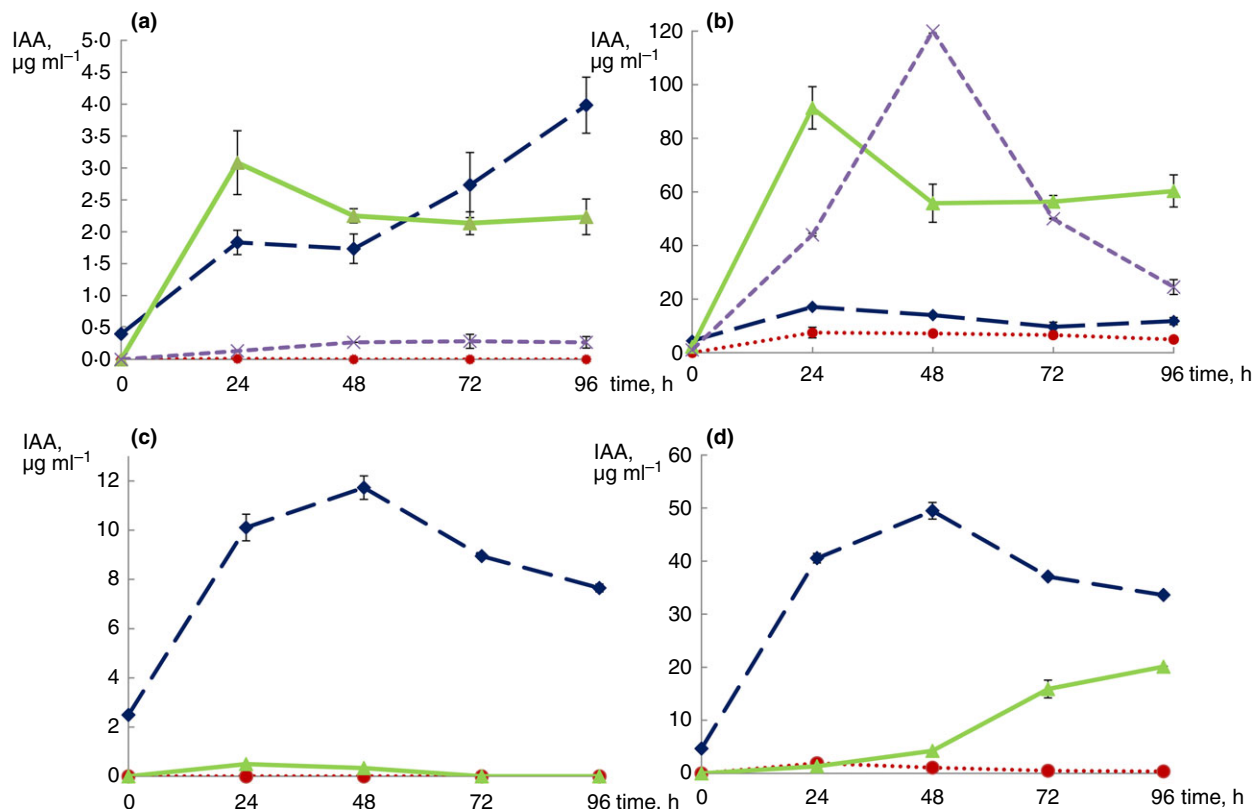 (a)
IAA,
µg ml⁻¹
5·0
4·5
4·0
3·5
3·0
2·5
2·0
1·5
1·0
0·5
0·0
0 24 48 72 96 time, h
(b)
IAA,
µg ml⁻¹
120
100
80
60
40
20
0
0 24 48 72 96 time, h
(c)
IAA,
µg ml⁻¹
12
10
8
6
4
2
0
0 24 48 72 96 time, h
(d)
IAA,
µg ml⁻¹
60
50
40
30
20
10
0
0 24 48 72 96 time, h